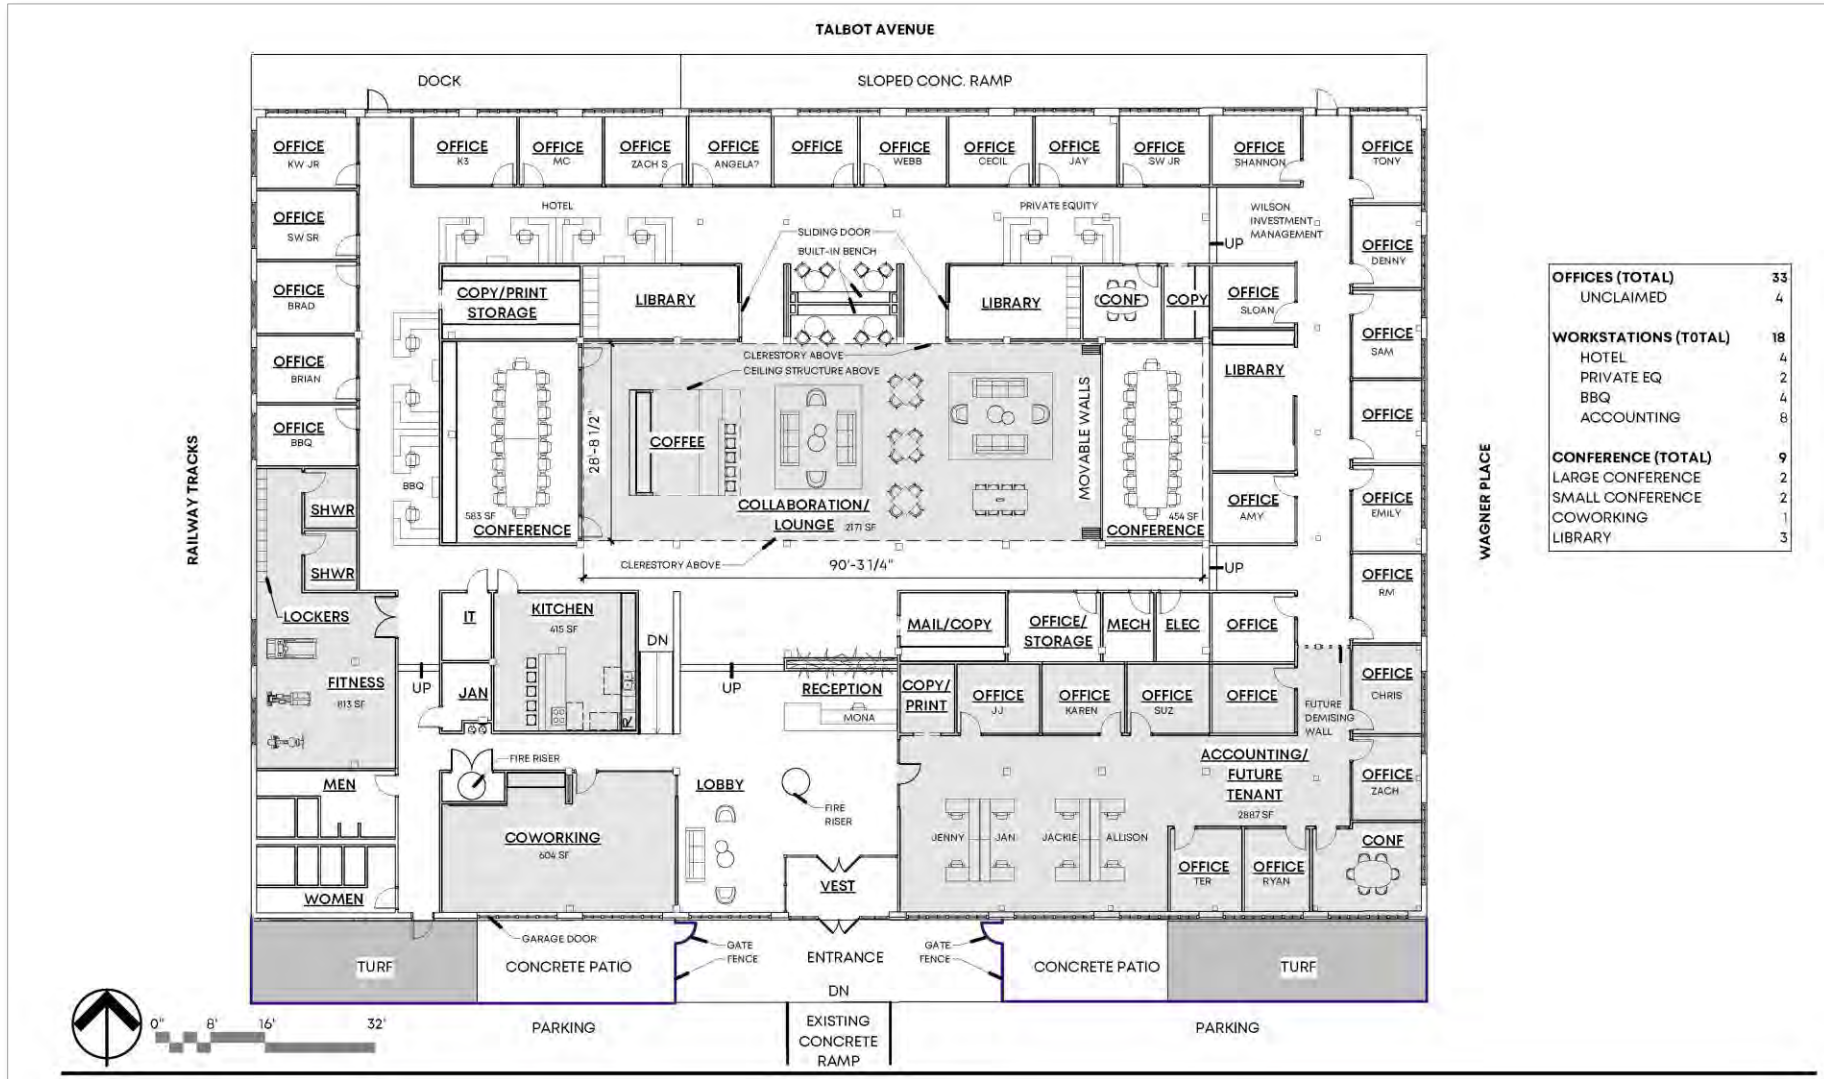 TALBOT AVENUE
DOCK
SLOPED CONC. RAMP
OFFICE
KW JR
OFFICE
K3
OFFICE
MC
OFFICE
ZACH S
OFFICE
ANGELA?
OFFICE
OFFICE
WEBB
OFFICE
CECIL
OFFICE
JAY
OFFICE
SW JR
OFFICE
SHANNON
OFFICE
TONY
OFFICE
SW SR
HOTEL
PRIVATE EQUITY
WILSON
INVESTMENT
MANAGEMENT
SLIDING DOOR
BUILT-IN BENCH
UP
OFFICE
DENNY
OFFICE
BRAD
COPY/PRINT
STORAGE
LIBRARY
LIBRARY
CONF
COPY
OFFICE
SLOAN
OFFICE
SAM
OFFICE
BRIAN
CLERESTORY ABOVE
CEILING STRUCTURE ABOVE
LIBRARY
OFFICE
BBQ
28'-8 1/2"
COFFEE
MOVABLE WALLS
OFFICE
BBQ
583 SF
CONFERENCE
COLLABORATION/
LOUNGE 2171 SF
454 SF
CONFERENCE
OFFICE
AMY
OFFICE
EMILY
SHWR
SHWR
CLERESTORY ABOVE
90'-3 1/4"
UP
OFFICE
RM
LOCKERS
IT
KITCHEN
415 SF
DN
MAIL/COPY
OFFICE/
STORAGE
MECH
ELEC
OFFICE
FITNESS
813 SF
UP
JAN
R
UP
RECEPTION
MONA
COPY/
PRINT
OFFICE
JJ
OFFICE
KAREN
OFFICE
SUZ
OFFICE
FUTURE
DEMISING
WALL
OFFICE
CHRIS
FIRE RISER
MEN
LOBBY
FIRE
RISER
ACCOUNTING/
FUTURE
TENANT
2887 SF
OFFICE
ZACH
COWORKING
604 SF
JENNY
JAN
JACKIE
ALLISON
CONF
WOMEN
VEST
OFFICE
TER
OFFICE
RYAN
GARAGE DOOR
TURF
CONCRETE PATIO
GATE
FENCE
ENTRANCE
GATE
FENCE
CONCRETE PATIO
TURF
DN
PARKING
EXISTING
CONCRETE
RAMP
PARKING
0"
8'
16'
32'
RAILWAY TRACKS
WAGNER PLACE
OFFICES (TOTAL) 33
UNCLAIMED 4
WORKSTATIONS (TOTAL) 18
HOTEL 4
PRIVATE EQ 2
BBQ 4
ACCOUNTING 8
CONFERENCE (TOTAL) 9
LARGE CONFERENCE 2
SMALL CONFERENCE 2
COWORKING 1
LIBRARY 3